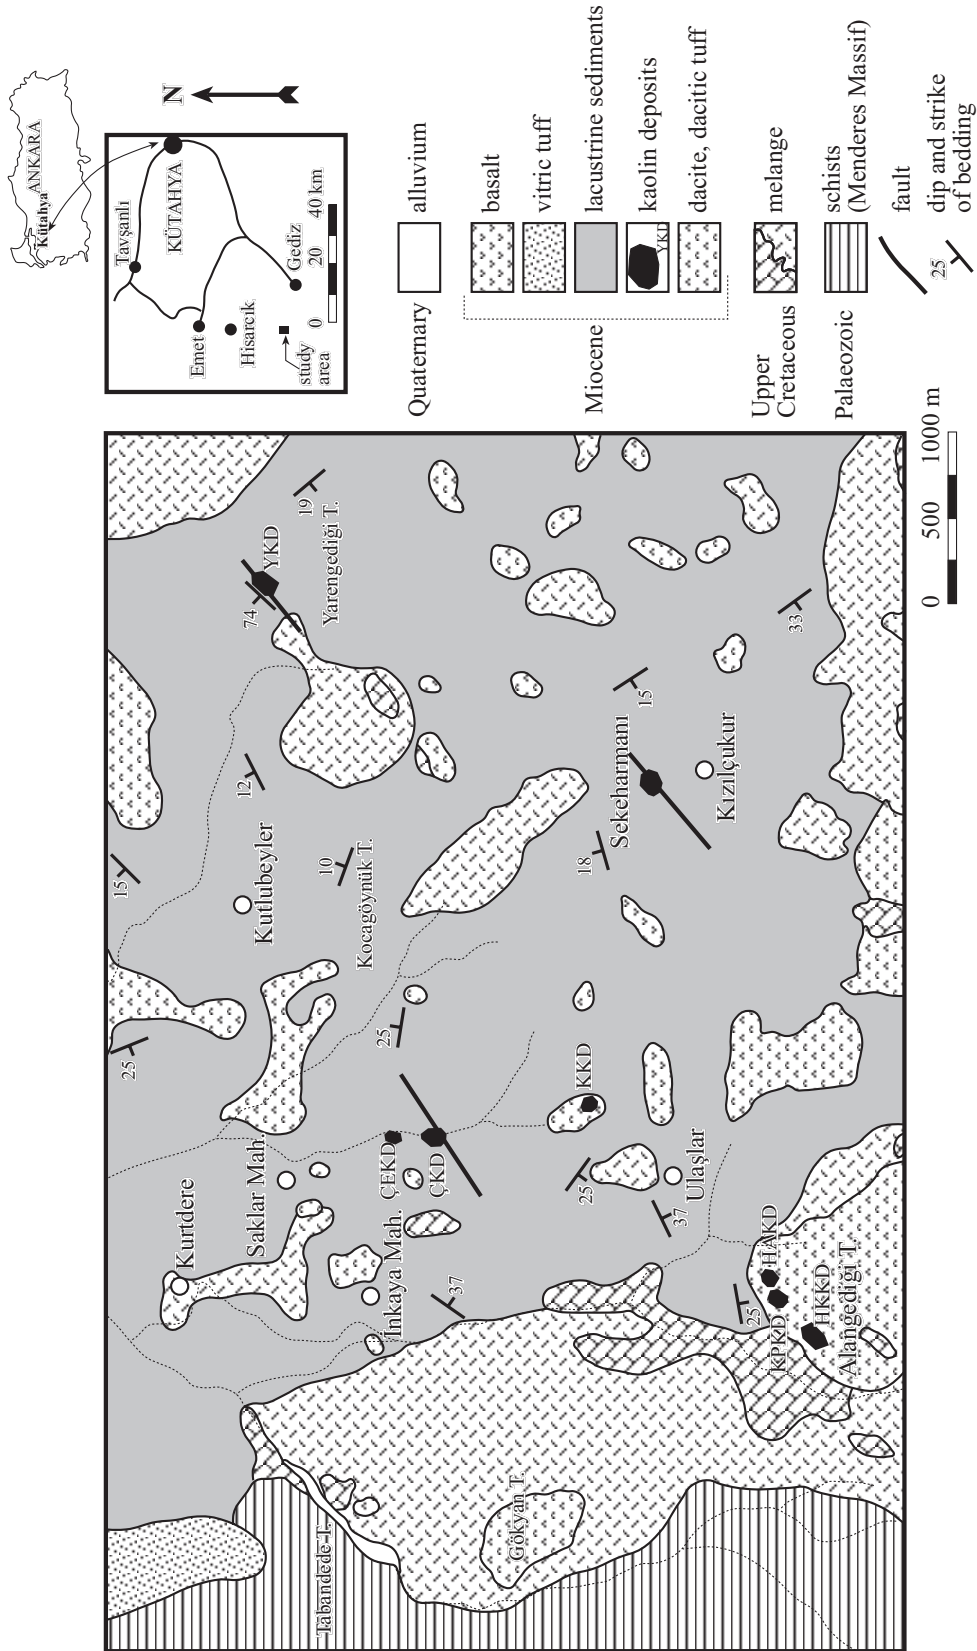 ANKARA
Kütahya
N
Tavşanlı
KÜTAHYA
Emet
Hisarcık
Gediz
study
area
0 20 40 km
Quaternary
alluvium
Miocene
basalt
vitric tuff
lacustrine sediments
YKD
kaolin deposits
dacite, dacitic tuff
Upper
Cretaceous
melange
Palaeozoic
schists
(Menderes Massif)
fault
25
dip and strike
of bedding
0 500 1000 m
19
YKD
74
Yarengediği T.
33
15
12
15
Kutlubeyler
10
Kocagöynük T.
Sekeharmanı
18
Kızılçukur
25
25
KKD
ÇEKD
ÇKD
Kurtdere
Saklar Mah.
İnkaya Mah.
37
25
Ulaşlar
37
HAKD
25
KPKD
HKKD
Alangediği T.
Gökyan T.
Tabandede T.